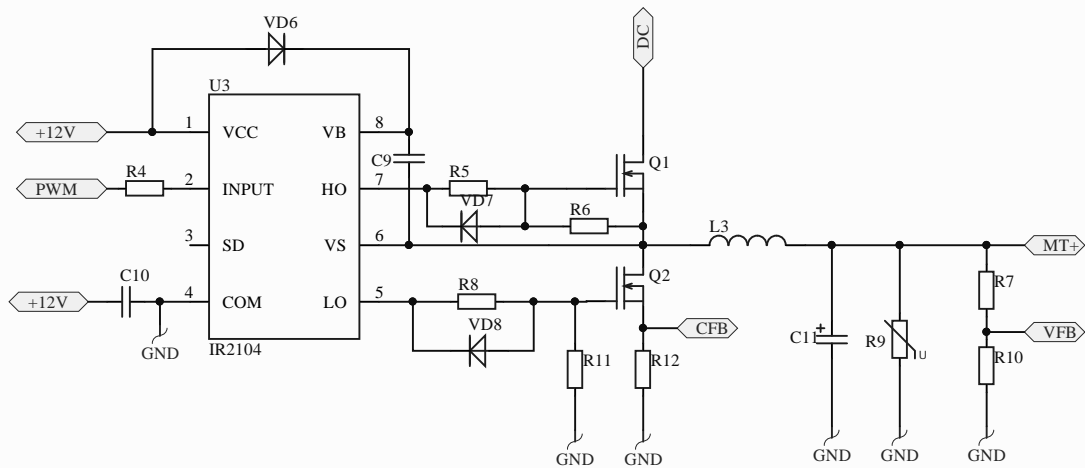 VD6
DC
U3
+12V
1
VCC
VB
8
C9
Q1
R4
R5
PWM
2
INPUT
HO
7
VD7
R6
3
SD
VS
6
L3
MT+
Q2
C10
R8
R7
+12V
4
COM
LO
5
VD8
CFB
VFB
GND
IR2104
C11
+
R9
U
R11
R12
R10
GND
GND
GND
GND
GND